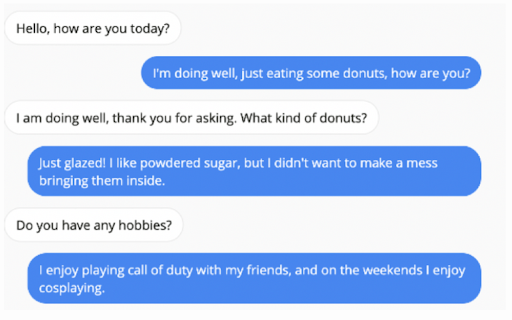 Hello, how are you today?
I'm doing well, just eating some donuts, how are you?
I am doing well, thank you for asking. What kind of donuts?
Just glazed! I like powdered sugar, but I didn't want to make a mess
bringing them inside.
Do you have any hobbies?
I enjoy playing call of duty with my friends, and on the weekends I enjoy
cosplaying.